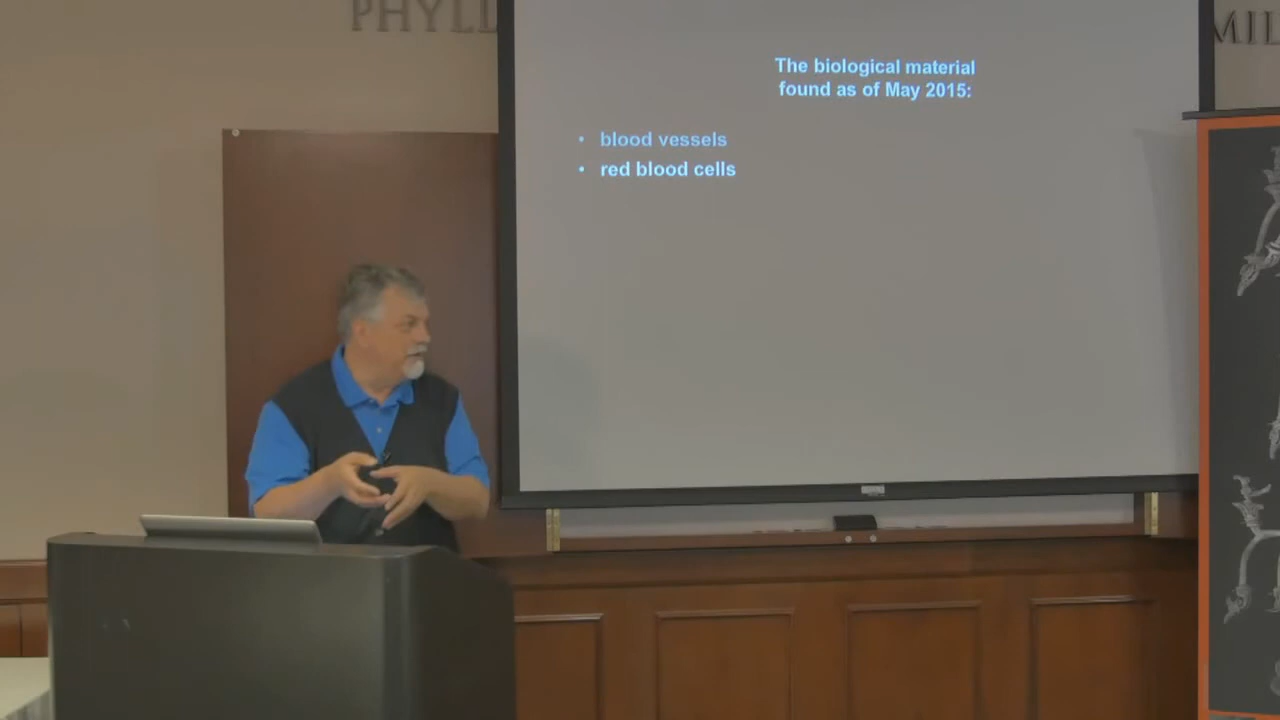 PHYLL
MIL
The biological material
found as of May 2015:
• blood vessels
• red blood cells